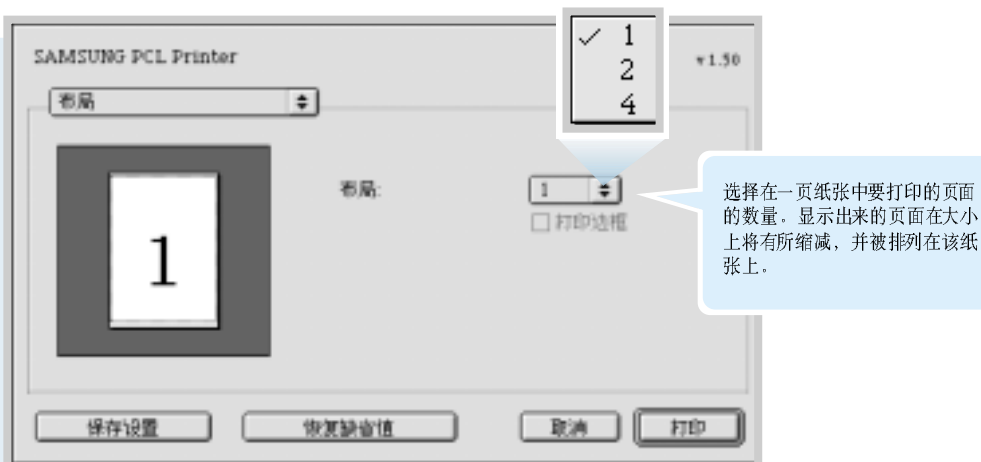 SAMSUNG PCL Printer
v1.50
布局
✓ 1
2
4
布局:
1
打印边框
1
选择在一页纸张中要打印的页面
的数量。显示出来的页面在大小
上将有所缩减，并被排列在该纸
张上。
保存设置
恢复缺省值
取消
打印